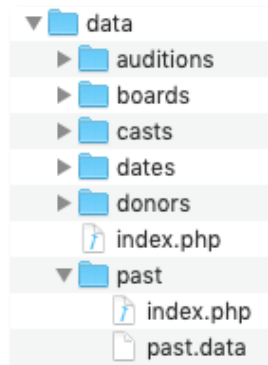 data
auditions
boards
casts
dates
donors
index.php
past
index.php
past.data